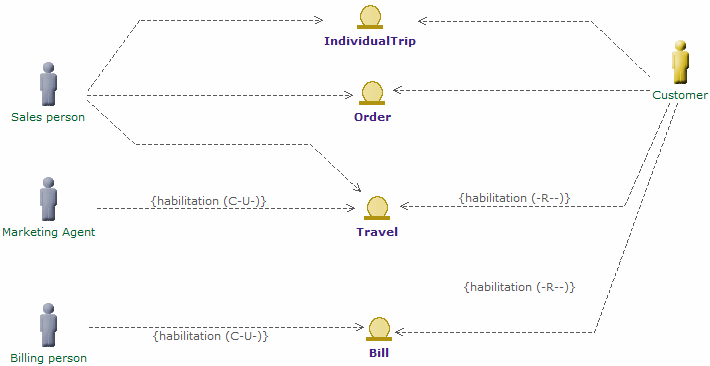 IndividualTrip
Customer
Sales person
Order
{habilitation (C-U-)}
{habilitation (-R--)}
Marketing Agent
Travel
{habilitation (-R--)}
{habilitation (C-U-)}
Billing person
Bill